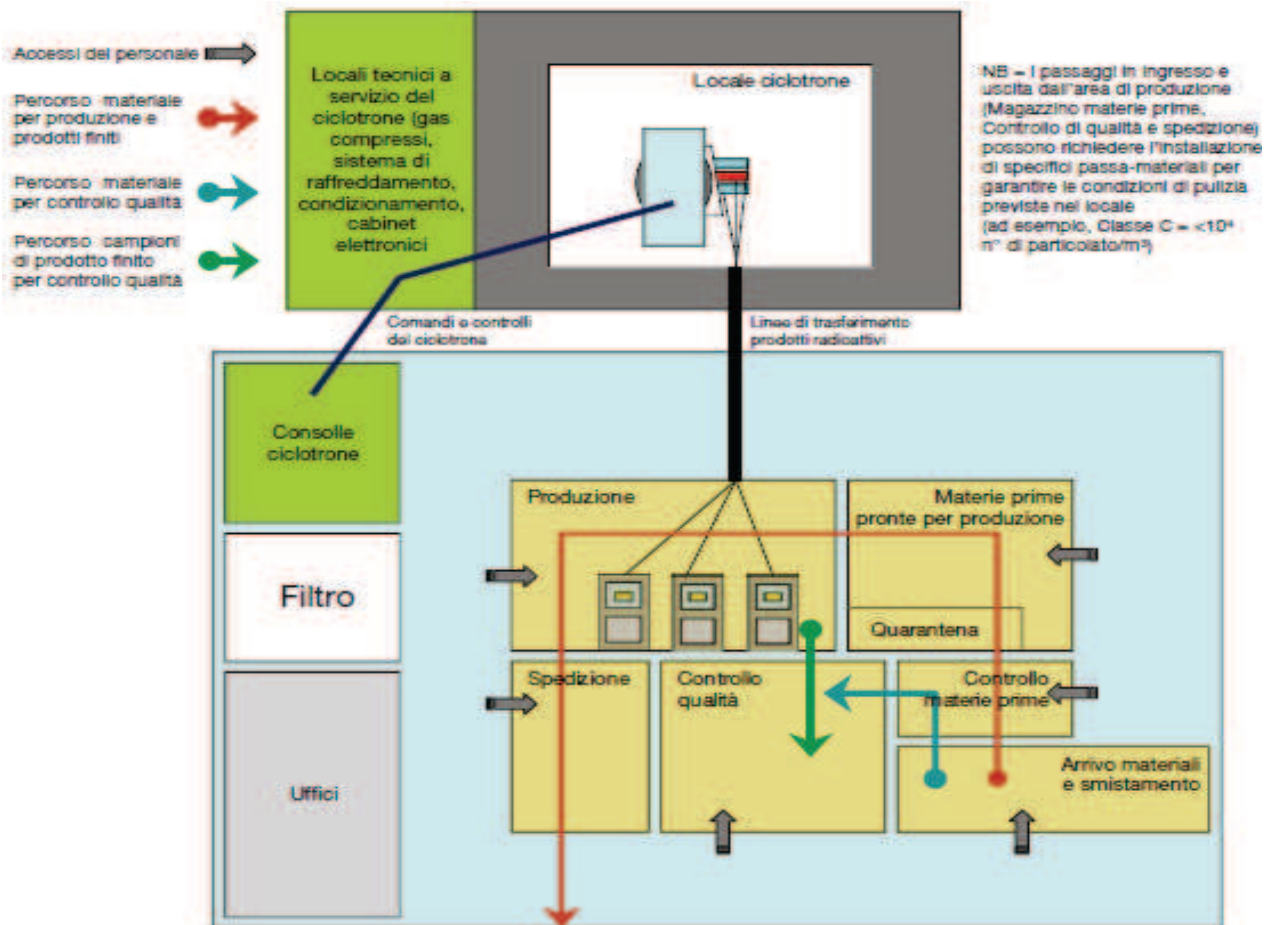 Accessi del personale
Percorso materiale
per produzione e
prodotti finiti
Percorso materiale
per controllo qualità
Percorso campioni
di prodotto finito
per controllo qualità
Locali tecnici a
servizio del
ciclotrone (gas
compressi,
sistema di
raffreddamento,
condizionamento,
cabinet
elettronici
Locale ciclotrone
NB – I passaggi in ingresso e
uscita dall'area di produzione
(Magazzino materie prime,
Controllo di qualità e spedizione)
possono richiedere l'installazione
di specifici passa-materiali per
garantire le condizioni di pulizia
previste nel locale
(ad esempio, Classe C = <10⁴
n° di particolato/m³)
Comandi e controlli
del ciclotrone
Linee di trasferimento
prodotti radioattivi
Consolle
ciclotrone
Filtro
Uffici
Produzione
Materie prime
pronte per produzione
Quarantena
Spedizione
Controllo
qualità
Controllo
materie prime
Arrivo materiali
e smistamento